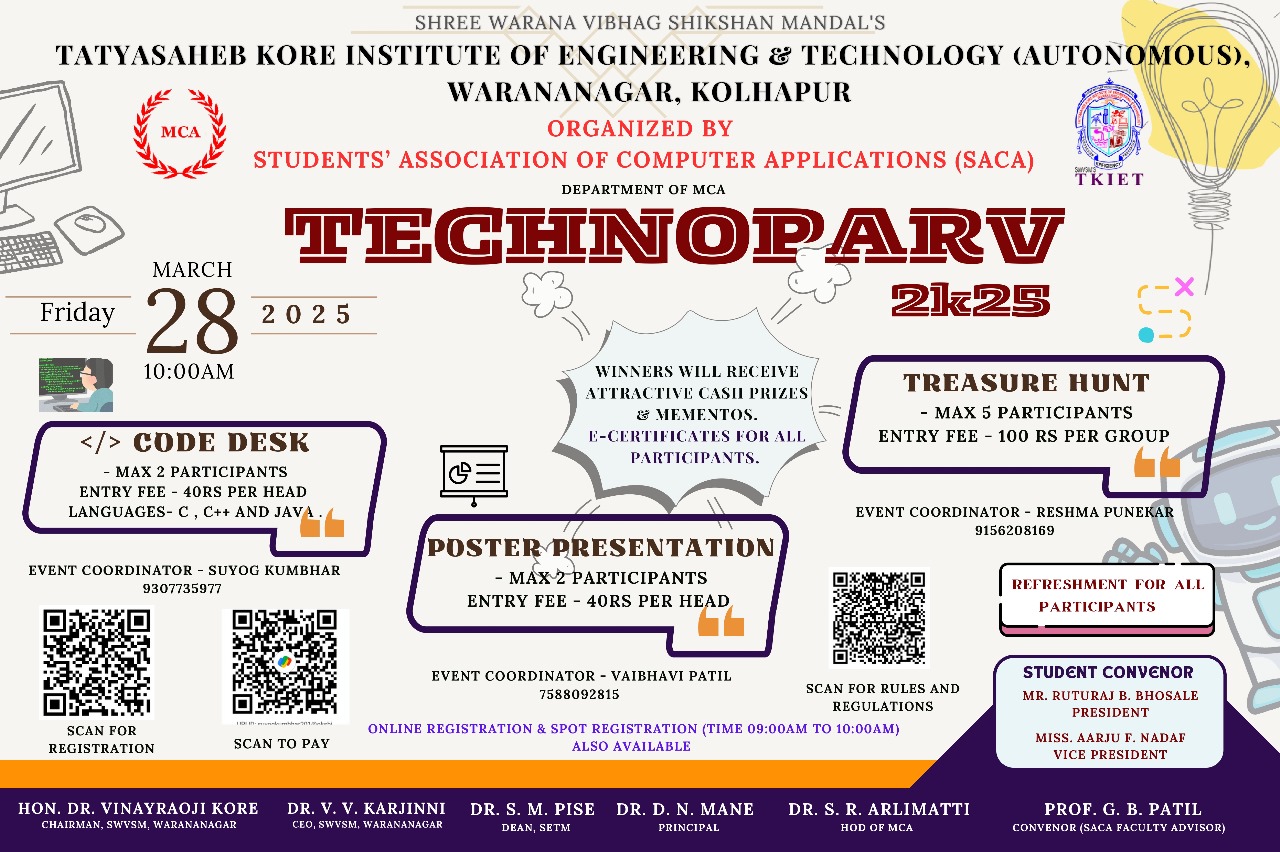 SHREE WARANA VIBHAG SHIKSHAN MANDAL'S
TATYASAHEB KORE INSTITUTE OF ENGINEERING & TECHNOLOGY (AUTONOMOUS),
WARANANAGAR, KOLHAPUR
MCA
ORGANIZED BY
STUDENTS' ASSOCIATION OF COMPUTER APPLICATIONS (SACA)
TKIET
DEPARTMENT OF MCA
TECHNOPARV
2k25
MARCH
Friday 28 2025
10:00AM
WINNERS WILL RECEIVE
ATTRACTIVE CASH PRIZES
& MEMENTOS.
E-CERTIFICATES FOR ALL
PARTICIPANTS.
</> CODE DESK
- MAX 2 PARTICIPANTS
ENTRY FEE - 40RS PER HEAD
LANGUAGES- C , C++ AND JAVA .
EVENT COORDINATOR - SUYOG KUMBHAR
9307735977
SCAN FOR
REGISTRATION
SCAN TO PAY
POSTER PRESENTATION
- MAX 2 PARTICIPANTS
ENTRY FEE - 40RS PER HEAD
EVENT COORDINATOR - VAIBHAVI PATIL
7588092815
ONLINE REGISTRATION & SPOT REGISTRATION (TIME 09:00AM TO 10:00AM)
ALSO AVAILABLE
TREASURE HUNT
- MAX 5 PARTICIPANTS
ENTRY FEE - 100 RS PER GROUP
EVENT COORDINATOR - RESHMA PUNEKAR
9156208169
SCAN FOR RULES AND
REGULATIONS
REFRESHMENT FOR ALL
PARTICIPANTS
STUDENT CONVENOR
MR. RUTURAJ B. BHOSALE
PRESIDENT
MISS. AARJU F. NADAF
VICE PRESIDENT
HON. DR. VINAYRAOJI KORE
CHAIRMAN, SWVSM, WARANANAGAR
DR. V. V. KARJINNI
CEO, SWVSM, WARANANAGAR
DR. S. M. PISE
DEAN, SETM
DR. D. N. MANE
PRINCIPAL
DR. S. R. ARLIMATTI
HOD OF MCA
PROF. G. B. PATIL
CONVENOR (SACA FACULTY ADVISOR)